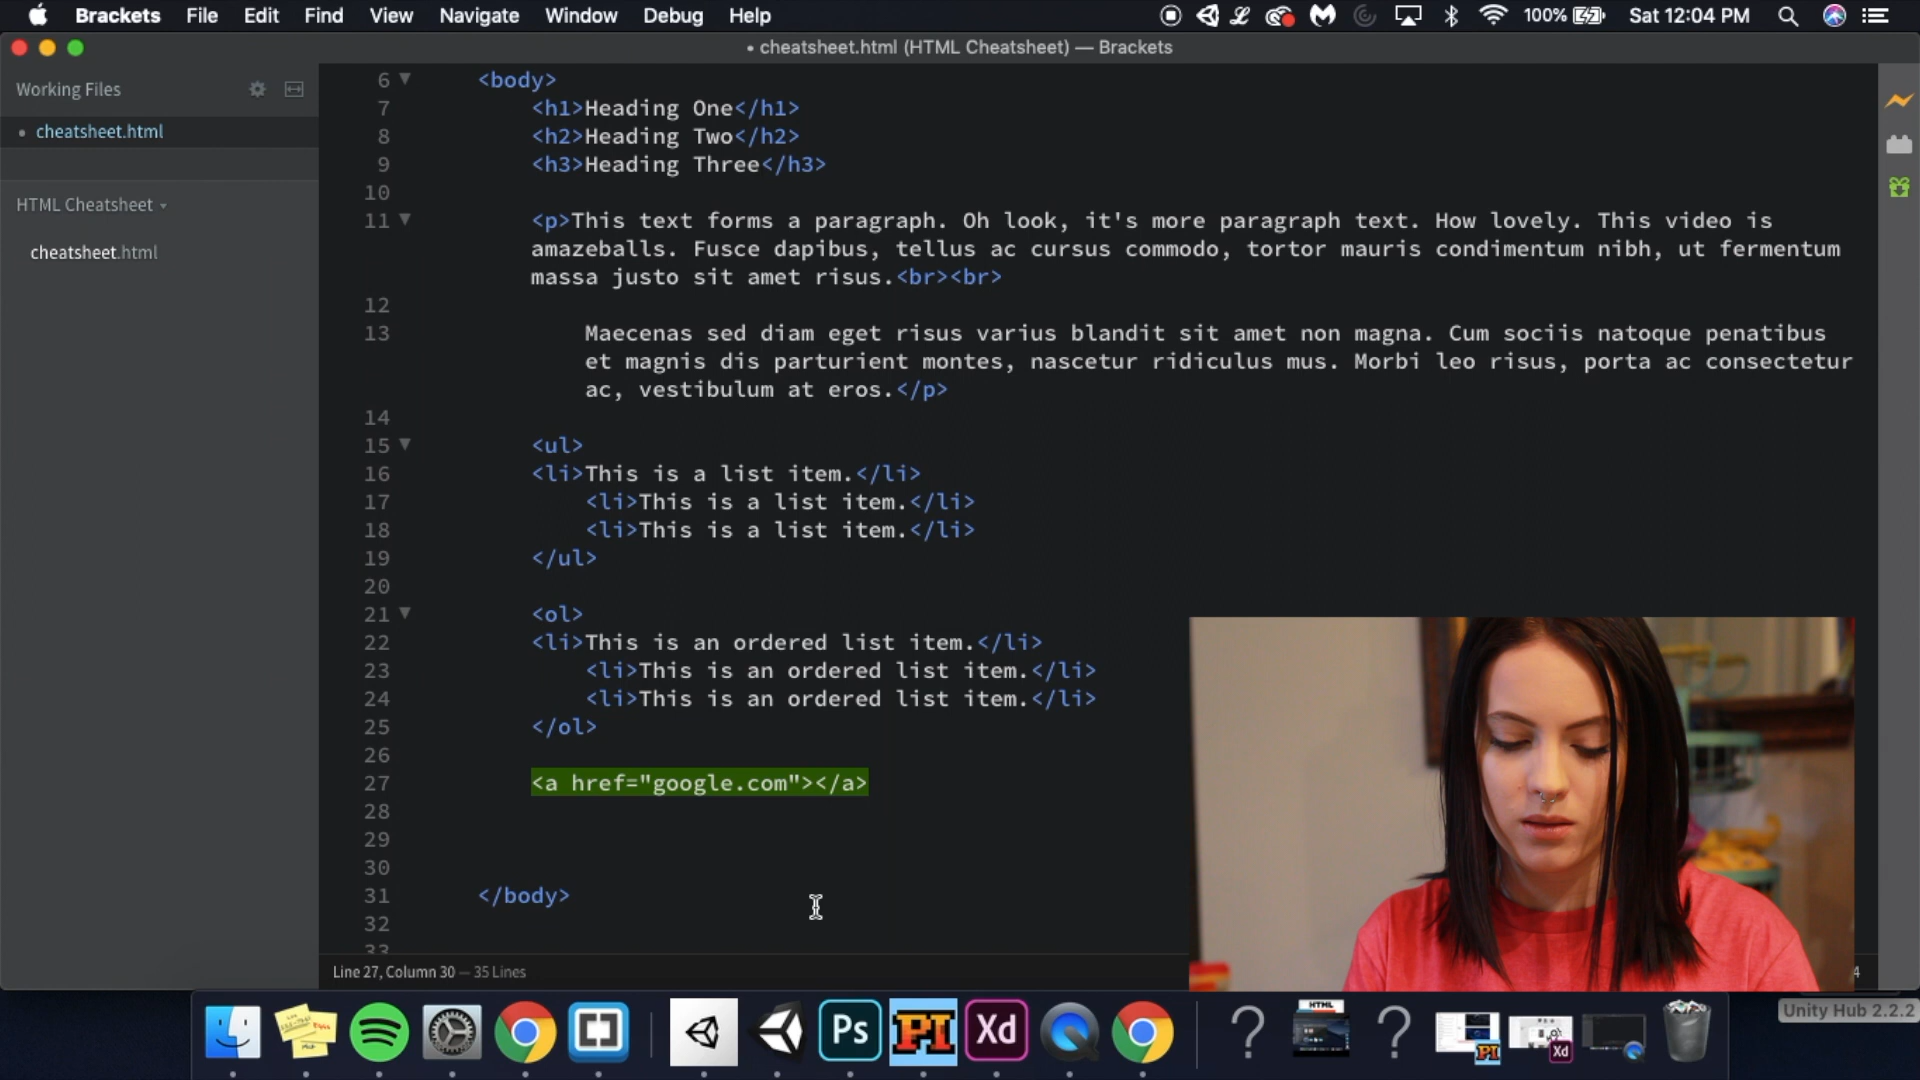 Brackets File Edit Find View Navigate Window Debug Help 100% Sat 12:04 PM
• cheatsheet.html (HTML Cheatsheet) — Brackets
Working Files
• cheatsheet.html
HTML Cheatsheet
cheatsheet.html
6 <body>
7 <h1>Heading One</h1>
8 <h2>Heading Two</h2>
9 <h3>Heading Three</h3>
10
11 <p>This text forms a paragraph. Oh look, it's more paragraph text. How lovely. This video is
amazeballs. Fusce dapibus, tellus ac cursus commodo, tortor mauris condimentum nibh, ut fermentum
massa justo sit amet risus.<br><br>
12
13 Maecenas sed diam eget risus varius blandit sit amet non magna. Cum sociis natoque penatibus
et magnis dis parturient montes, nascetur ridiculus mus. Morbi leo risus, porta ac consectetur
ac, vestibulum at eros.</p>
14
15 <ul>
16 <li>This is a list item.</li>
17 <li>This is a list item.</li>
18 <li>This is a list item.</li>
19 </ul>
20
21 <ol>
22 <li>This is an ordered list item.</li>
23 <li>This is an ordered list item.</li>
24 <li>This is an ordered list item.</li>
25 </ol>
26
27 <a href="google.com"></a>
28
29
30
31 </body>
32
33
Line 27, Column 30 — 35 Lines
Ps PI Xd ? HTML ? PI Xd
Unity Hub 2.2.2